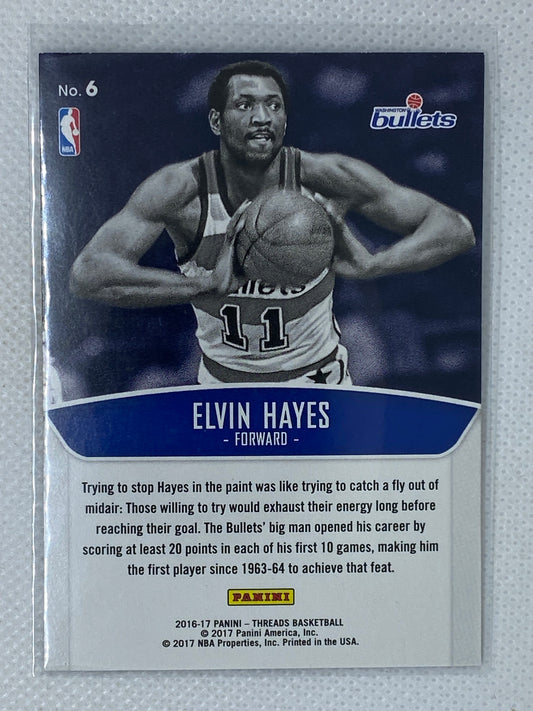 No. 6
NBA
WASHINGTON
bullets
bullets
11
ELVIN HAYES
- FORWARD -
Trying to stop Hayes in the paint was like trying to catch a fly out of
midair: Those willing to try would exhaust their energy long before
reaching their goal. The Bullets' big man opened his career by
scoring at least 20 points in each of his first 10 games, making him
the first player since 1963-64 to achieve that feat.
PANINI
2016-17 PANINI – THREADS BASKETBALL
© 2017 Panini America, Inc.
© 2017 NBA Properties, Inc. Printed in the USA.